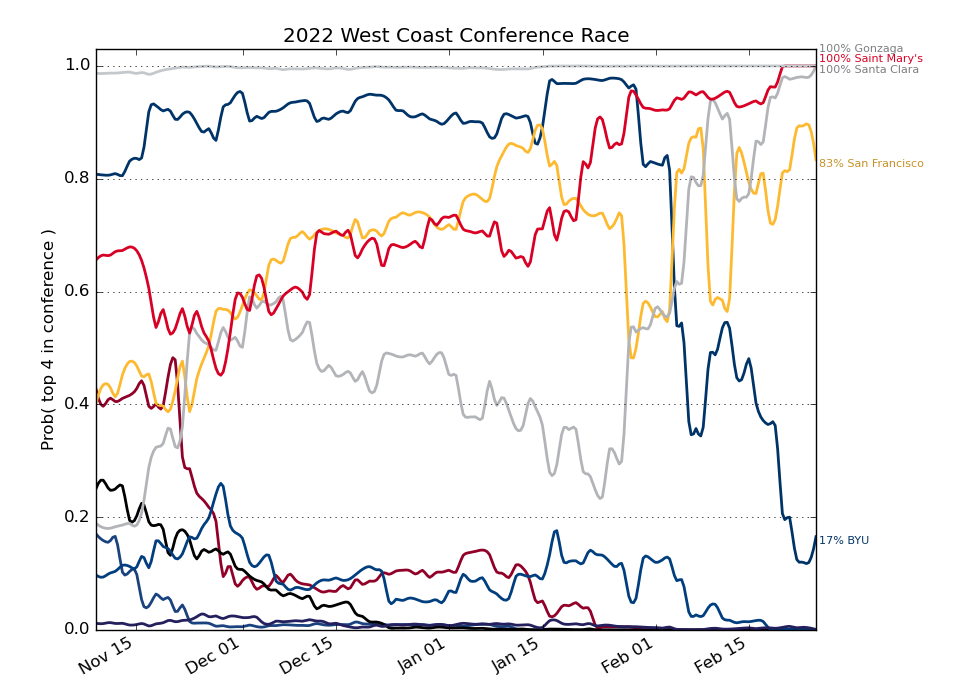 2022 West Coast Conference Race
Prob( top 4 in conference )
1.0
0.8
0.6
0.4
0.2
0.0
Nov 15
Dec 01
Dec 15
Jan 01
Jan 15
Feb 01
Feb 15
100% Gonzaga
100% Saint Mary's
100% Santa Clara
83% San Francisco
17% BYU